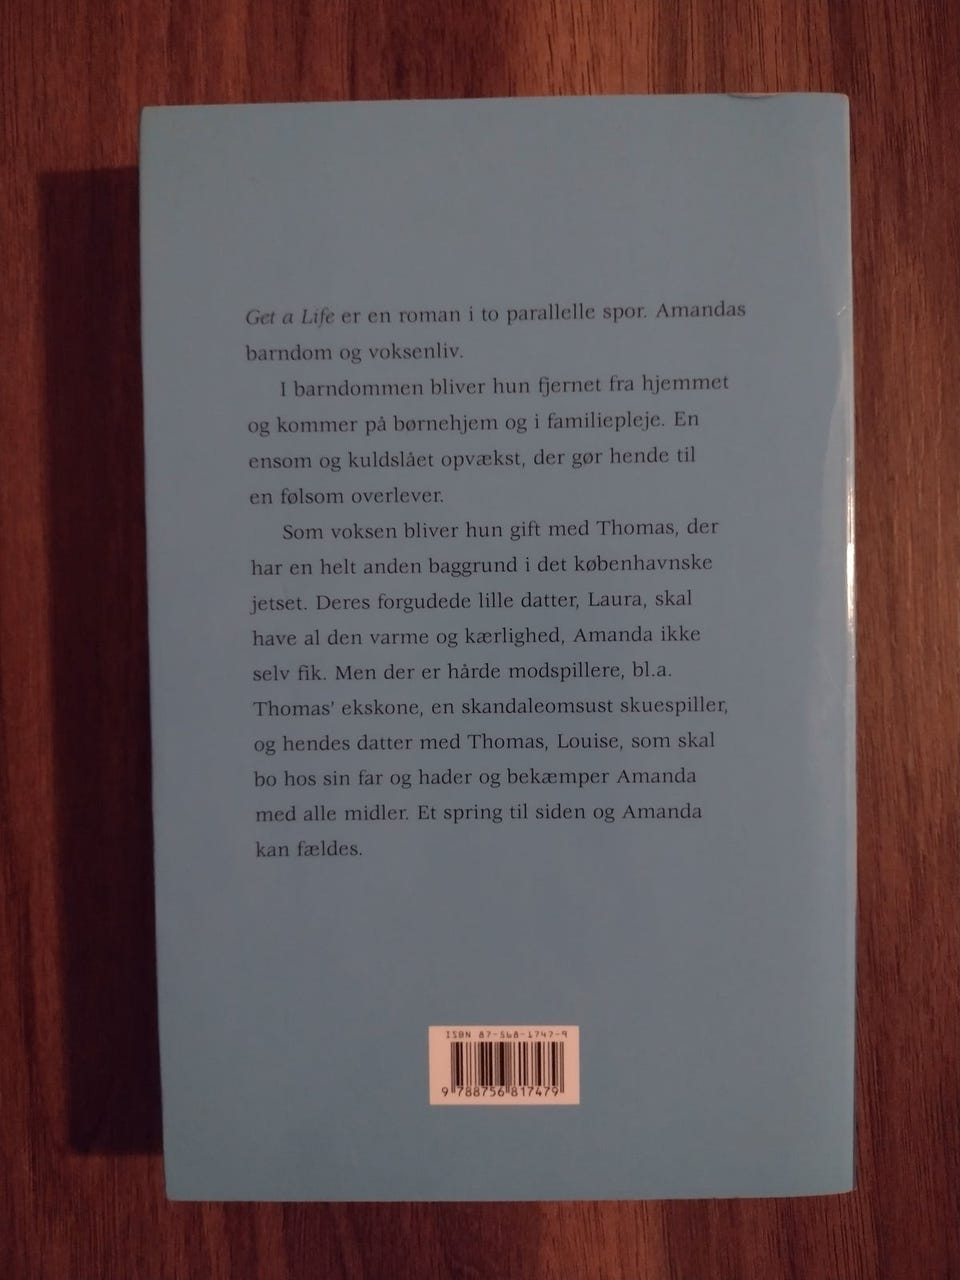 Get a Life er en roman i to parallelle spor. Amandas
barndom og voksenliv.
I barndommen bliver hun fjernet fra hjemmet
og kommer på børnehjem og i familiepleje. En
ensom og kuldslået opvækst, der gør hende til
en følsom overlever.
Som voksen bliver hun gift med Thomas, der
har en helt anden baggrund i det københavnske
jetset. Deres forgudede lille datter, Laura, skal
have al den varme og kærlighed, Amanda ikke
selv fik. Men der er hårde modspillere, bl.a.
Thomas' ekskone, en skandaleomsust skuespiller,
og hendes datter med Thomas, Louise, som skal
bo hos sin far og hader og bekæmper Amanda
med alle midler. Et spring til siden og Amanda
kan fældes.
ISBN 87-568-1747-9
9 788756 817479